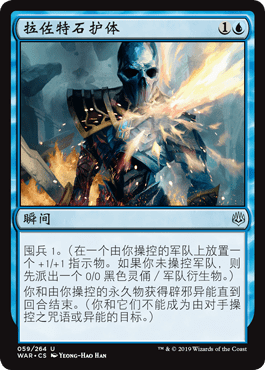 拉佐特石护体 1
瞬间
囤兵 1。（在一个由你操控的军队上放置一
个 +1/+1 指示物。如果你未操控军队，则
先派出一个 0/0 黑色灵俑／军队衍生物。）
你和由你操控的永久物获得辟邪异能直到
回合结束。（你和它们不能成为由对手操
控之咒语或异能的目标。）
059/264 U
WAR • CS Yeong-Hao Han
™ & © 2019 Wizards of the Coast